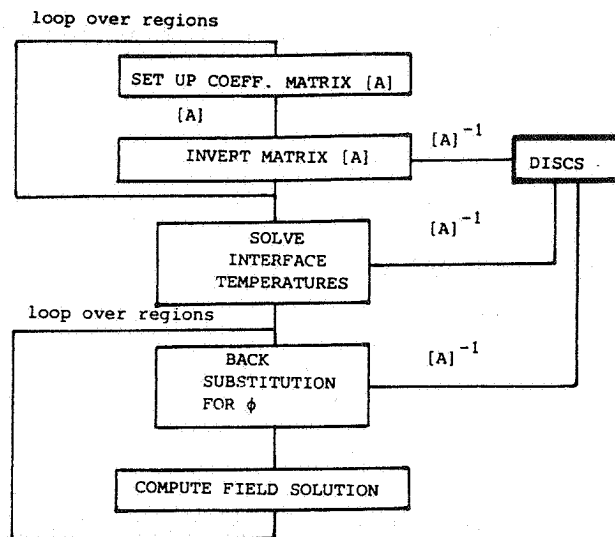 loop over regions
SET UP COEFF. MATRIX [A]
[A]
[A]⁻¹
INVERT MATRIX [A]
DISCS
SOLVE
INTERFACE
TEMPERATURES
[A]⁻¹
loop over regions
BACK
SUBSTITUTION
FOR ϕ
[A]⁻¹
COMPUTE FIELD SOLUTION